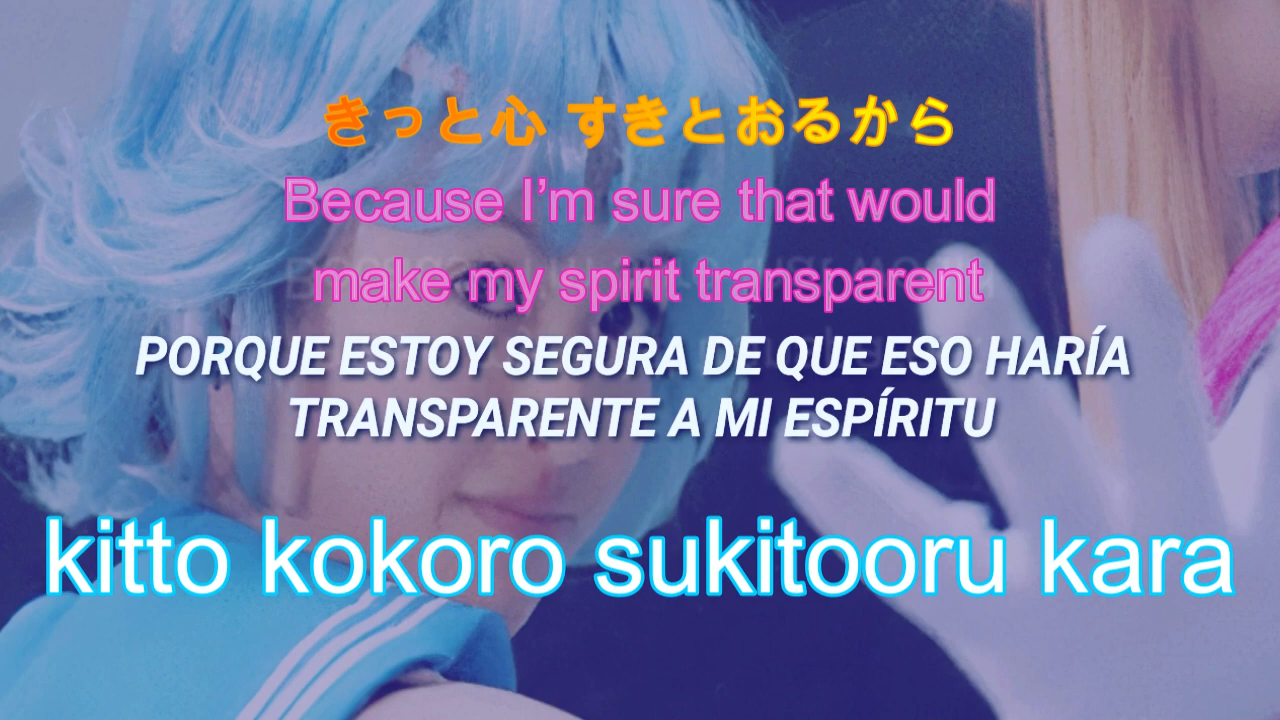 きっと心 すきとおるから
Because I’m sure that would
make my spirit transparent
PORQUE ESTOY SEGURA DE QUE ESO HARÍA
TRANSPARENTE A MI ESPÍRITU
kitto kokoro sukitooru kara